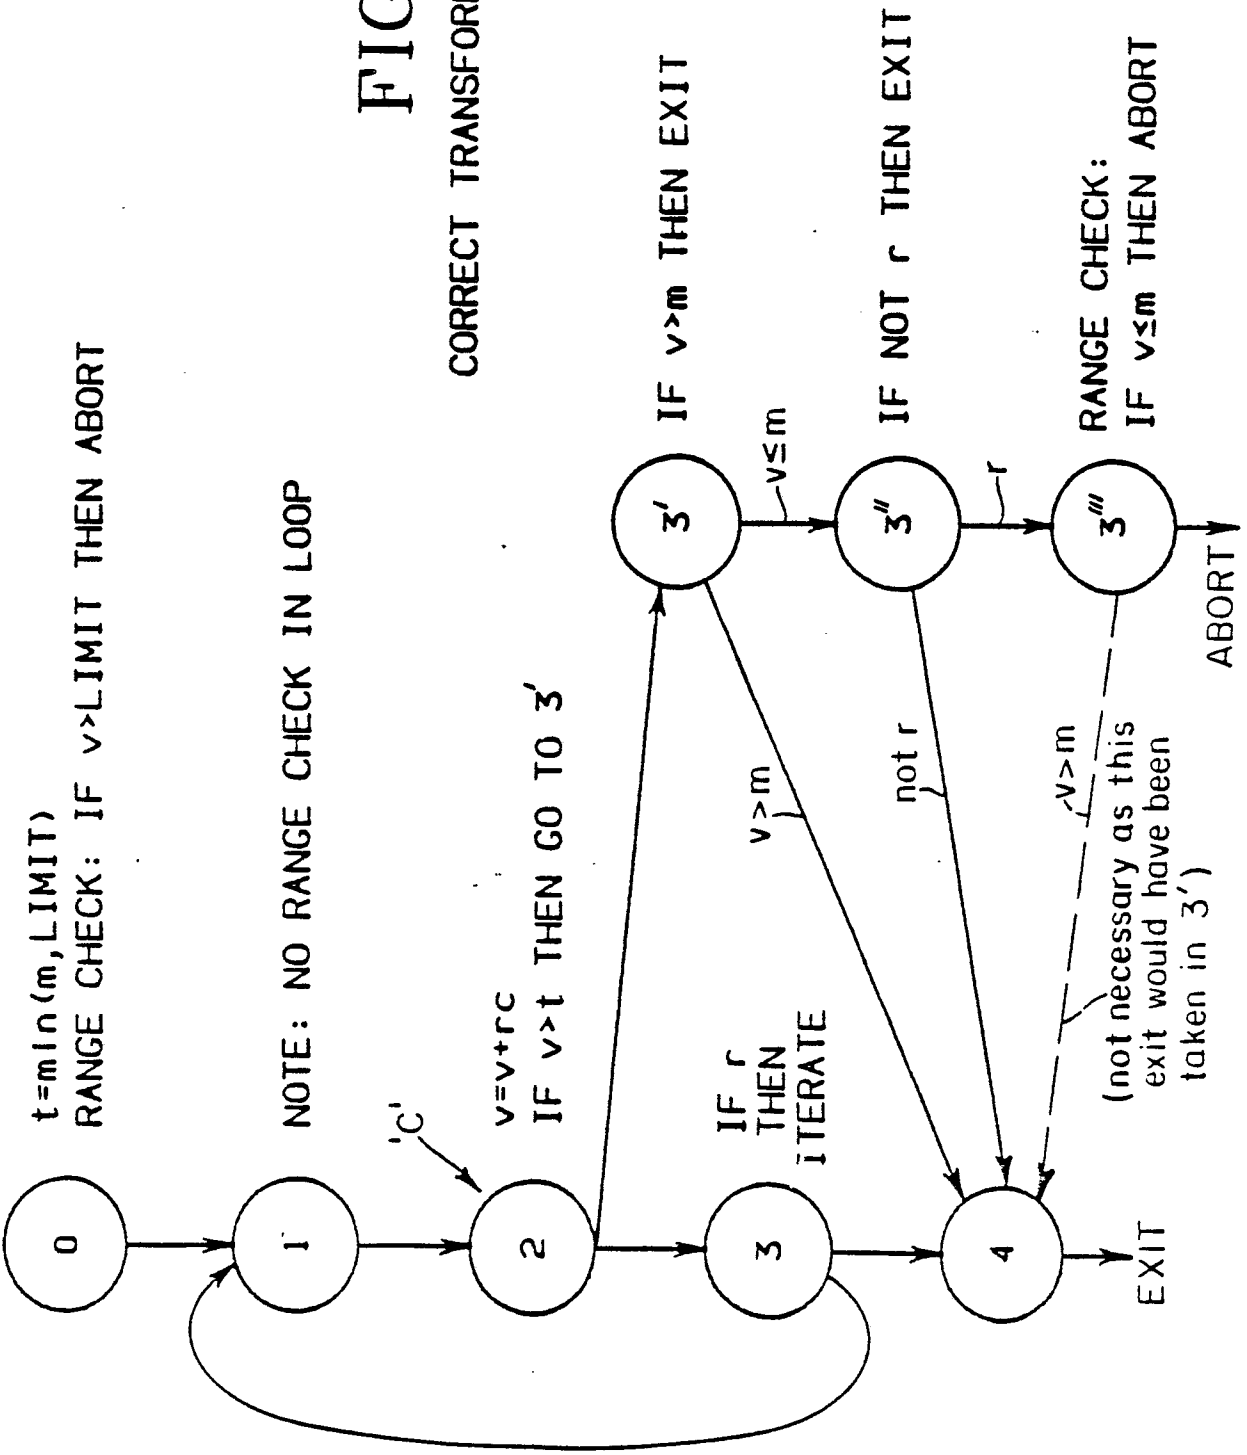 FIG
CORRECT TRANSFORM
0
t=min(m,LIMIT)
RANGE CHECK: IF v>LIMIT THEN ABORT
1
NOTE: NO RANGE CHECK IN LOOP
'C'
2
v=v+rc
IF v>t THEN GO TO 3'
3
IF r
THEN
ITERATE
4
EXIT
3'
IF v>m THEN EXIT
v≤m
v>m
3''
IF NOT r THEN EXIT
r
not r
3'''
RANGE CHECK:
IF v≤m THEN ABORT
v>m
(not necessary as this
exit would have been
taken in 3')
ABORT